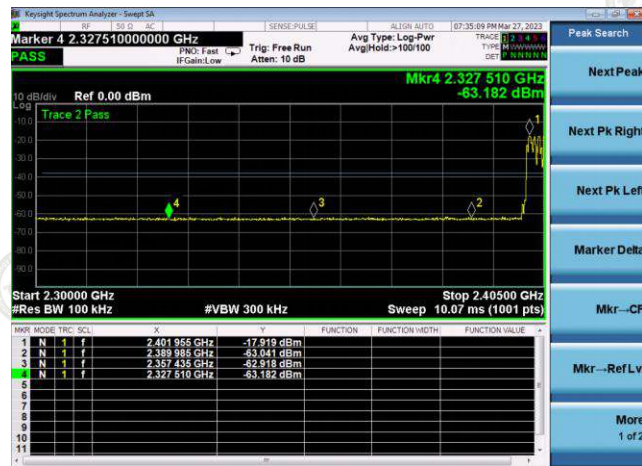 Keysight Spectrum Analyzer - Swept SA
RF 50 Ω AC SENSE:PULSE ALIGN AUTO 07:35:09 PM Mar 27, 2023
Marker 4 2.327510000000 GHz
PASS
PNO: Fast
IFGain:Low
Trig: Free Run
Atten: 10 dB
Avg Type: Log-Pwr
Avg|Hold:>100/100
TRACE 1 2 3 4 5 6
TYPE
DET P N N N N N
Mkr4 2.327 510 GHz
-63.182 dBm
10 dB/div Ref 0.00 dBm
Log
Trace 2 Pass
-10.0
-20.0
-30.0
-40.0
-50.0
-60.0
-70.0
-80.0
-90.0
1
2
3
4
Start 2.30000 GHz Stop 2.40500 GHz
#Res BW 100 kHz #VBW 300 kHz Sweep 10.07 ms (1001 pts)
MKR MODE TRC SCL X Y FUNCTION FUNCTION WIDTH FUNCTION VALUE
1 N 1 f 2.401 955 GHz -17.919 dBm
2 N 1 f 2.389 985 GHz -63.041 dBm
3 N 1 f 2.357 435 GHz -62.918 dBm
4 N 1 f 2.327 510 GHz -63.182 dBm
5
6
7
8
9
10
11
Peak Search
Next Peak
Next Pk Right
Next Pk Left
Marker Delta
Mkr→CF
Mkr→Ref Lv
More
1 of 2